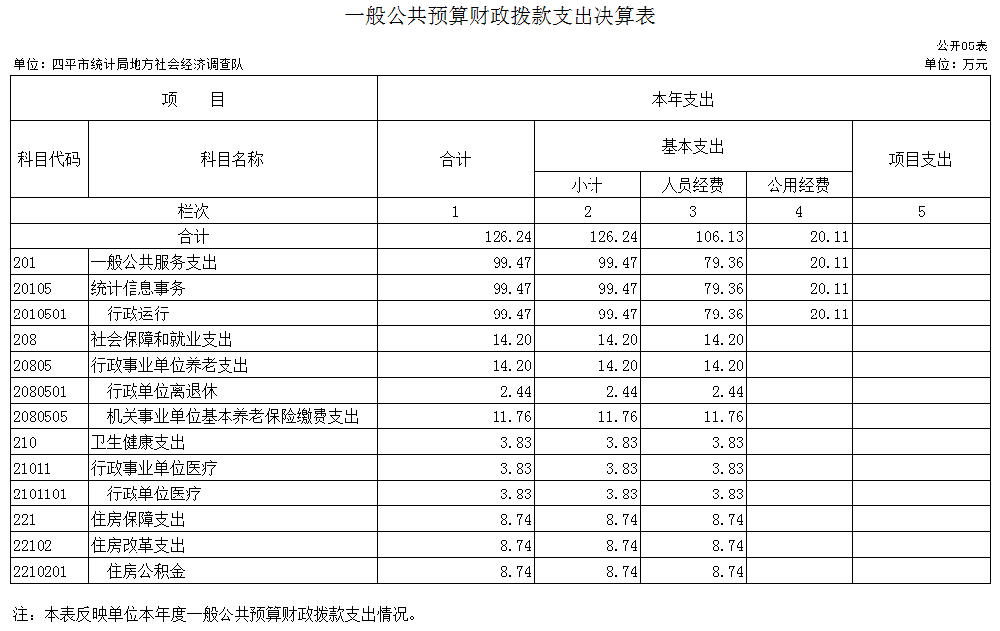 一般公共预算财政拨款支出决算表
公开05表
单位：四平市统计局地方社会经济调查队 单位：万元
项 目 本年支出
科目代码 科目名称 合计 基本支出 项目支出
小计 人员经费 公用经费
栏次 1 2 3 4 5
合计 126.24 126.24 106.13 20.11
201 一般公共服务支出 99.47 99.47 79.36 20.11
20105 统计信息事务 99.47 99.47 79.36 20.11
2010501 行政运行 99.47 99.47 79.36 20.11
208 社会保障和就业支出 14.20 14.20 14.20
20805 行政事业单位养老支出 14.20 14.20 14.20
2080501 行政单位离退休 2.44 2.44 2.44
2080505 机关事业单位基本养老保险缴费支出 11.76 11.76 11.76
210 卫生健康支出 3.83 3.83 3.83
21011 行政事业单位医疗 3.83 3.83 3.83
2101101 行政单位医疗 3.83 3.83 3.83
221 住房保障支出 8.74 8.74 8.74
22102 住房改革支出 8.74 8.74 8.74
2210201 住房公积金 8.74 8.74 8.74
注：本表反映单位本年度一般公共预算财政拨款支出情况。